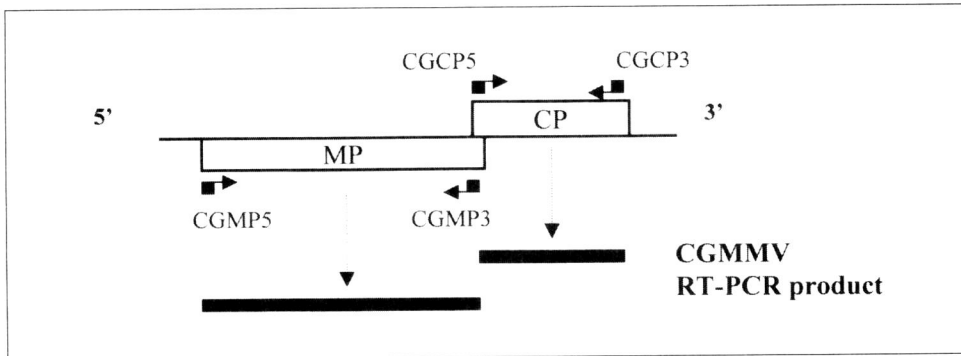 CGCP5
CGCP3
5'
CP
3'
MP
CGMP5
CGMP3
CGMMV
RT-PCR product